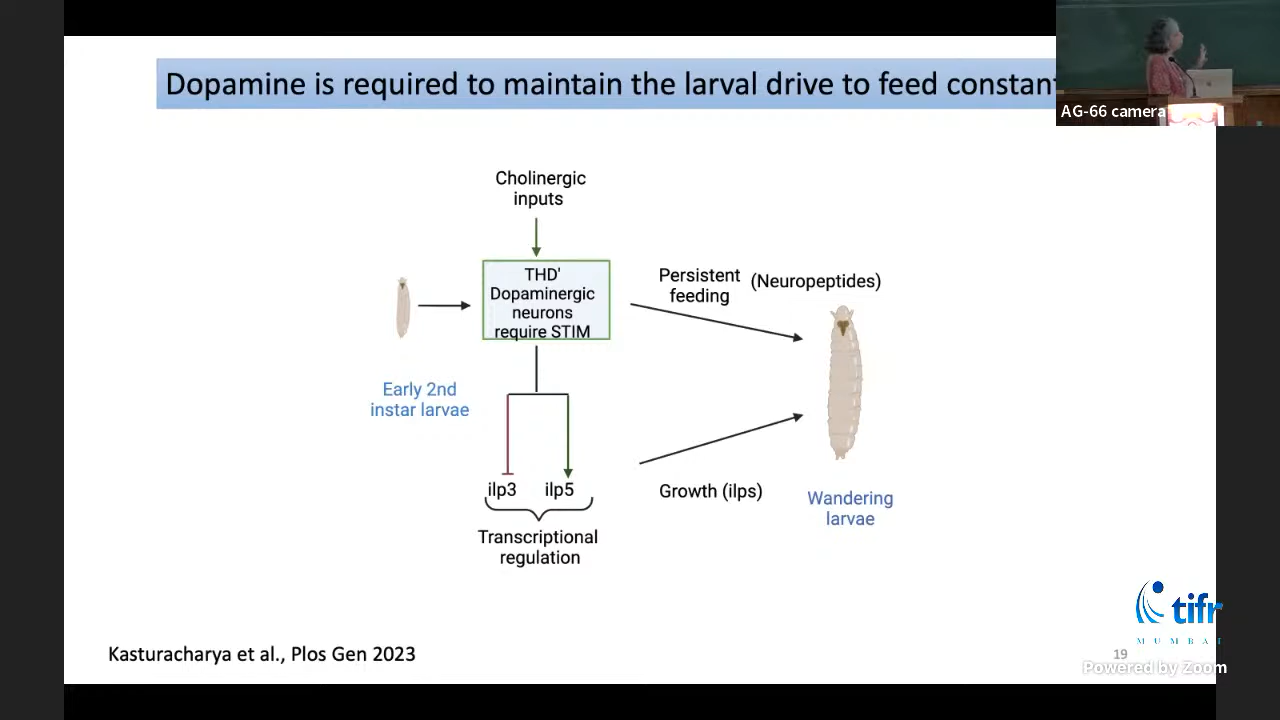 Dopamine is required to maintain the larval drive to feed constant
AG-66 camera
Cholinergic
inputs
THD'
Dopaminergic
neurons
require STIM
Persistent
feeding
(Neuropeptides)
Early 2nd
instar larvae
ilp3
ilp5
Growth (ilps)
Wandering
larvae
Transcriptional
regulation
tifr
MUMBAI
Kasturacharya et al., Plos Gen 2023
19
Powered by Zoom